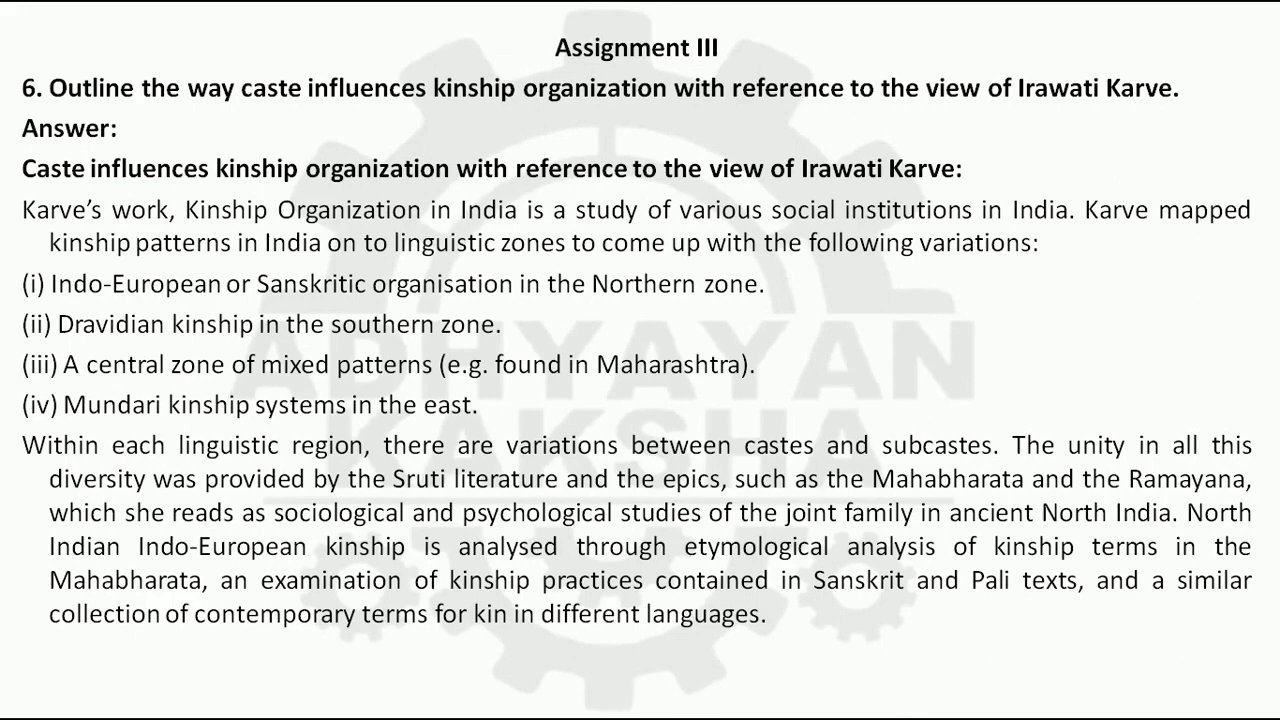 Assignment III
6. Outline the way caste influences kinship organization with reference to the view of Irawati Karve.
Answer:
Caste influences kinship organization with reference to the view of Irawati Karve:
Karve’s work, Kinship Organization in India is a study of various social institutions in India. Karve mapped
kinship patterns in India on to linguistic zones to come up with the following variations:
(i) Indo-European or Sanskritic organisation in the Northern zone.
(ii) Dravidian kinship in the southern zone.
(iii) A central zone of mixed patterns (e.g. found in Maharashtra).
(iv) Mundari kinship systems in the east.
Within each linguistic region, there are variations between castes and subcastes. The unity in all this
diversity was provided by the Sruti literature and the epics, such as the Mahabharata and the Ramayana,
which she reads as sociological and psychological studies of the joint family in ancient North India. North
Indian Indo-European kinship is analysed through etymological analysis of kinship terms in the
Mahabharata, an examination of kinship practices contained in Sanskrit and Pali texts, and a similar
collection of contemporary terms for kin in different languages.
ADHYAYAN
KAKSHA